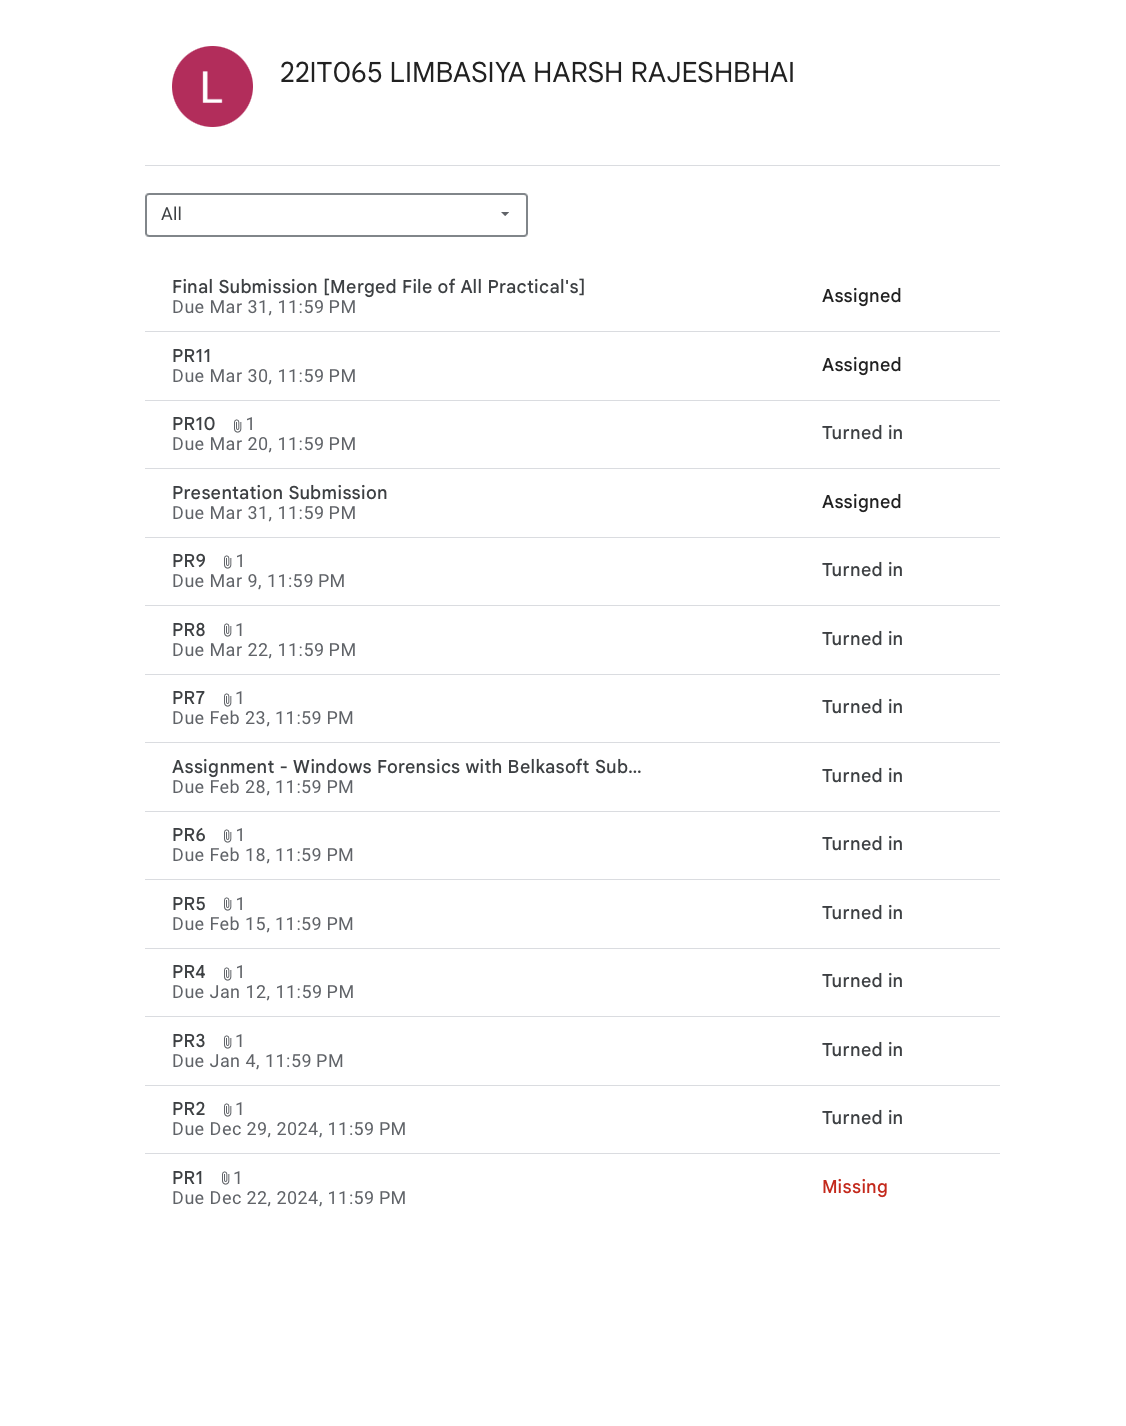 L
22IT065 LIMBASIYA HARSH RAJESHBHAI
All
Final Submission [Merged File of All Practical's]
Due Mar 31, 11:59 PM
Assigned
PR11
Due Mar 30, 11:59 PM
Assigned
PR10 1
Due Mar 20, 11:59 PM
Turned in
Presentation Submission
Due Mar 31, 11:59 PM
Assigned
PR9 1
Due Mar 9, 11:59 PM
Turned in
PR8 1
Due Mar 22, 11:59 PM
Turned in
PR7 1
Due Feb 23, 11:59 PM
Turned in
Assignment - Windows Forensics with Belkasoft Sub...
Due Feb 28, 11:59 PM
Turned in
PR6 1
Due Feb 18, 11:59 PM
Turned in
PR5 1
Due Feb 15, 11:59 PM
Turned in
PR4 1
Due Jan 12, 11:59 PM
Turned in
PR3 1
Due Jan 4, 11:59 PM
Turned in
PR2 1
Due Dec 29, 2024, 11:59 PM
Turned in
PR1 1
Due Dec 22, 2024, 11:59 PM
Missing